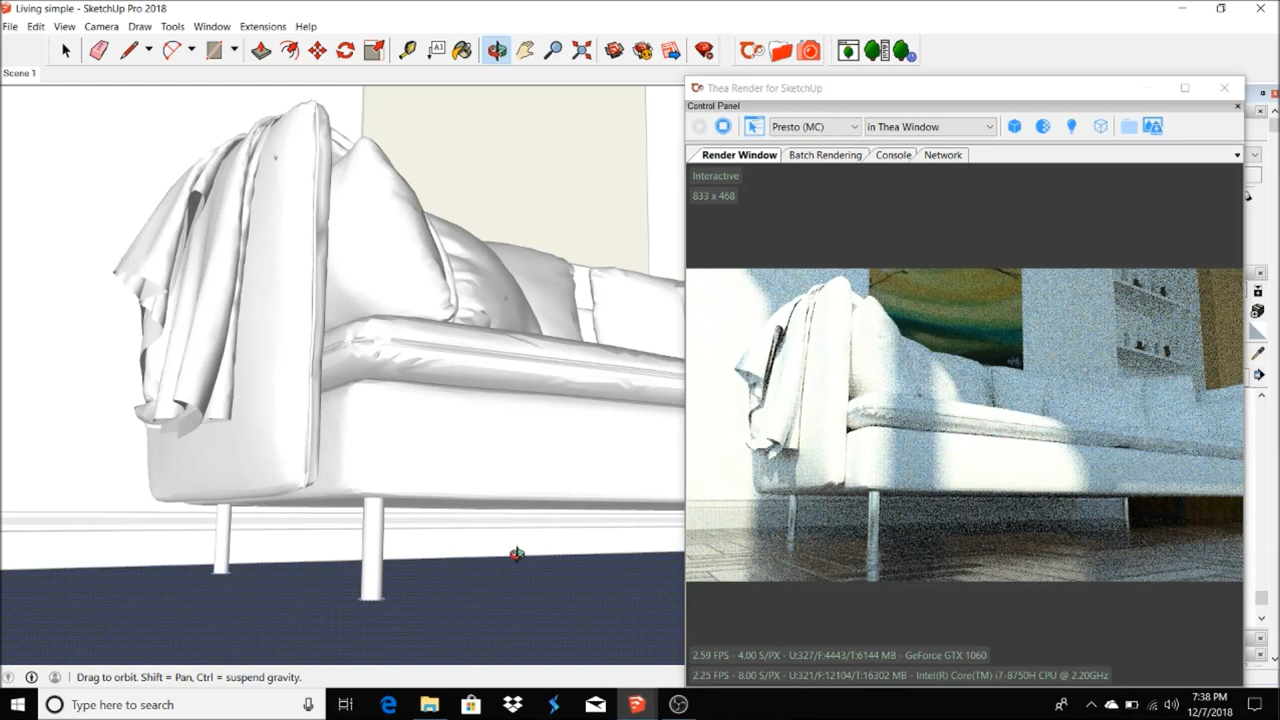 Living simple - SketchUp Pro 2018
File Edit View Camera Draw Tools Window Extensions Help
A1
Scene 1
Thea Render for SketchUp
Control Panel
Presto (MC) in Thea Window
Render Window Batch Rendering Console Network
Interactive
833 x 468
2.59 FPS - 4.00 S/PX - U:327/F:4443/T:6144 MB - GeForce GTX 1060
2.25 FPS - 8.00 S/PX - U:321/F:12104/T:16302 MB - Intel(R) Core(TM) i7-8750H CPU @ 2.20GHz
Drag to orbit. Shift = Pan, Ctrl = suspend gravity.
Type here to search
7:38 PM
12/7/2018